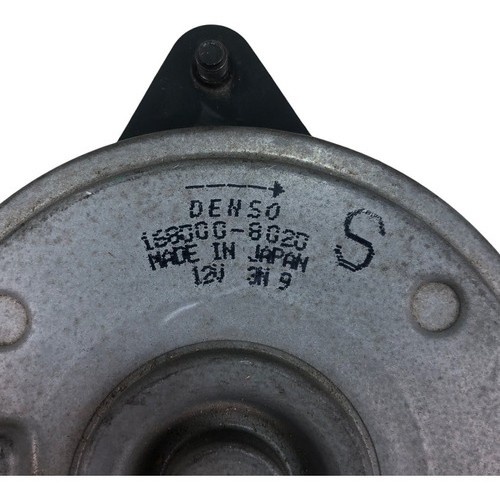 DENSO
168000-8020
MADE IN JAPAN
12V 3N 9
S